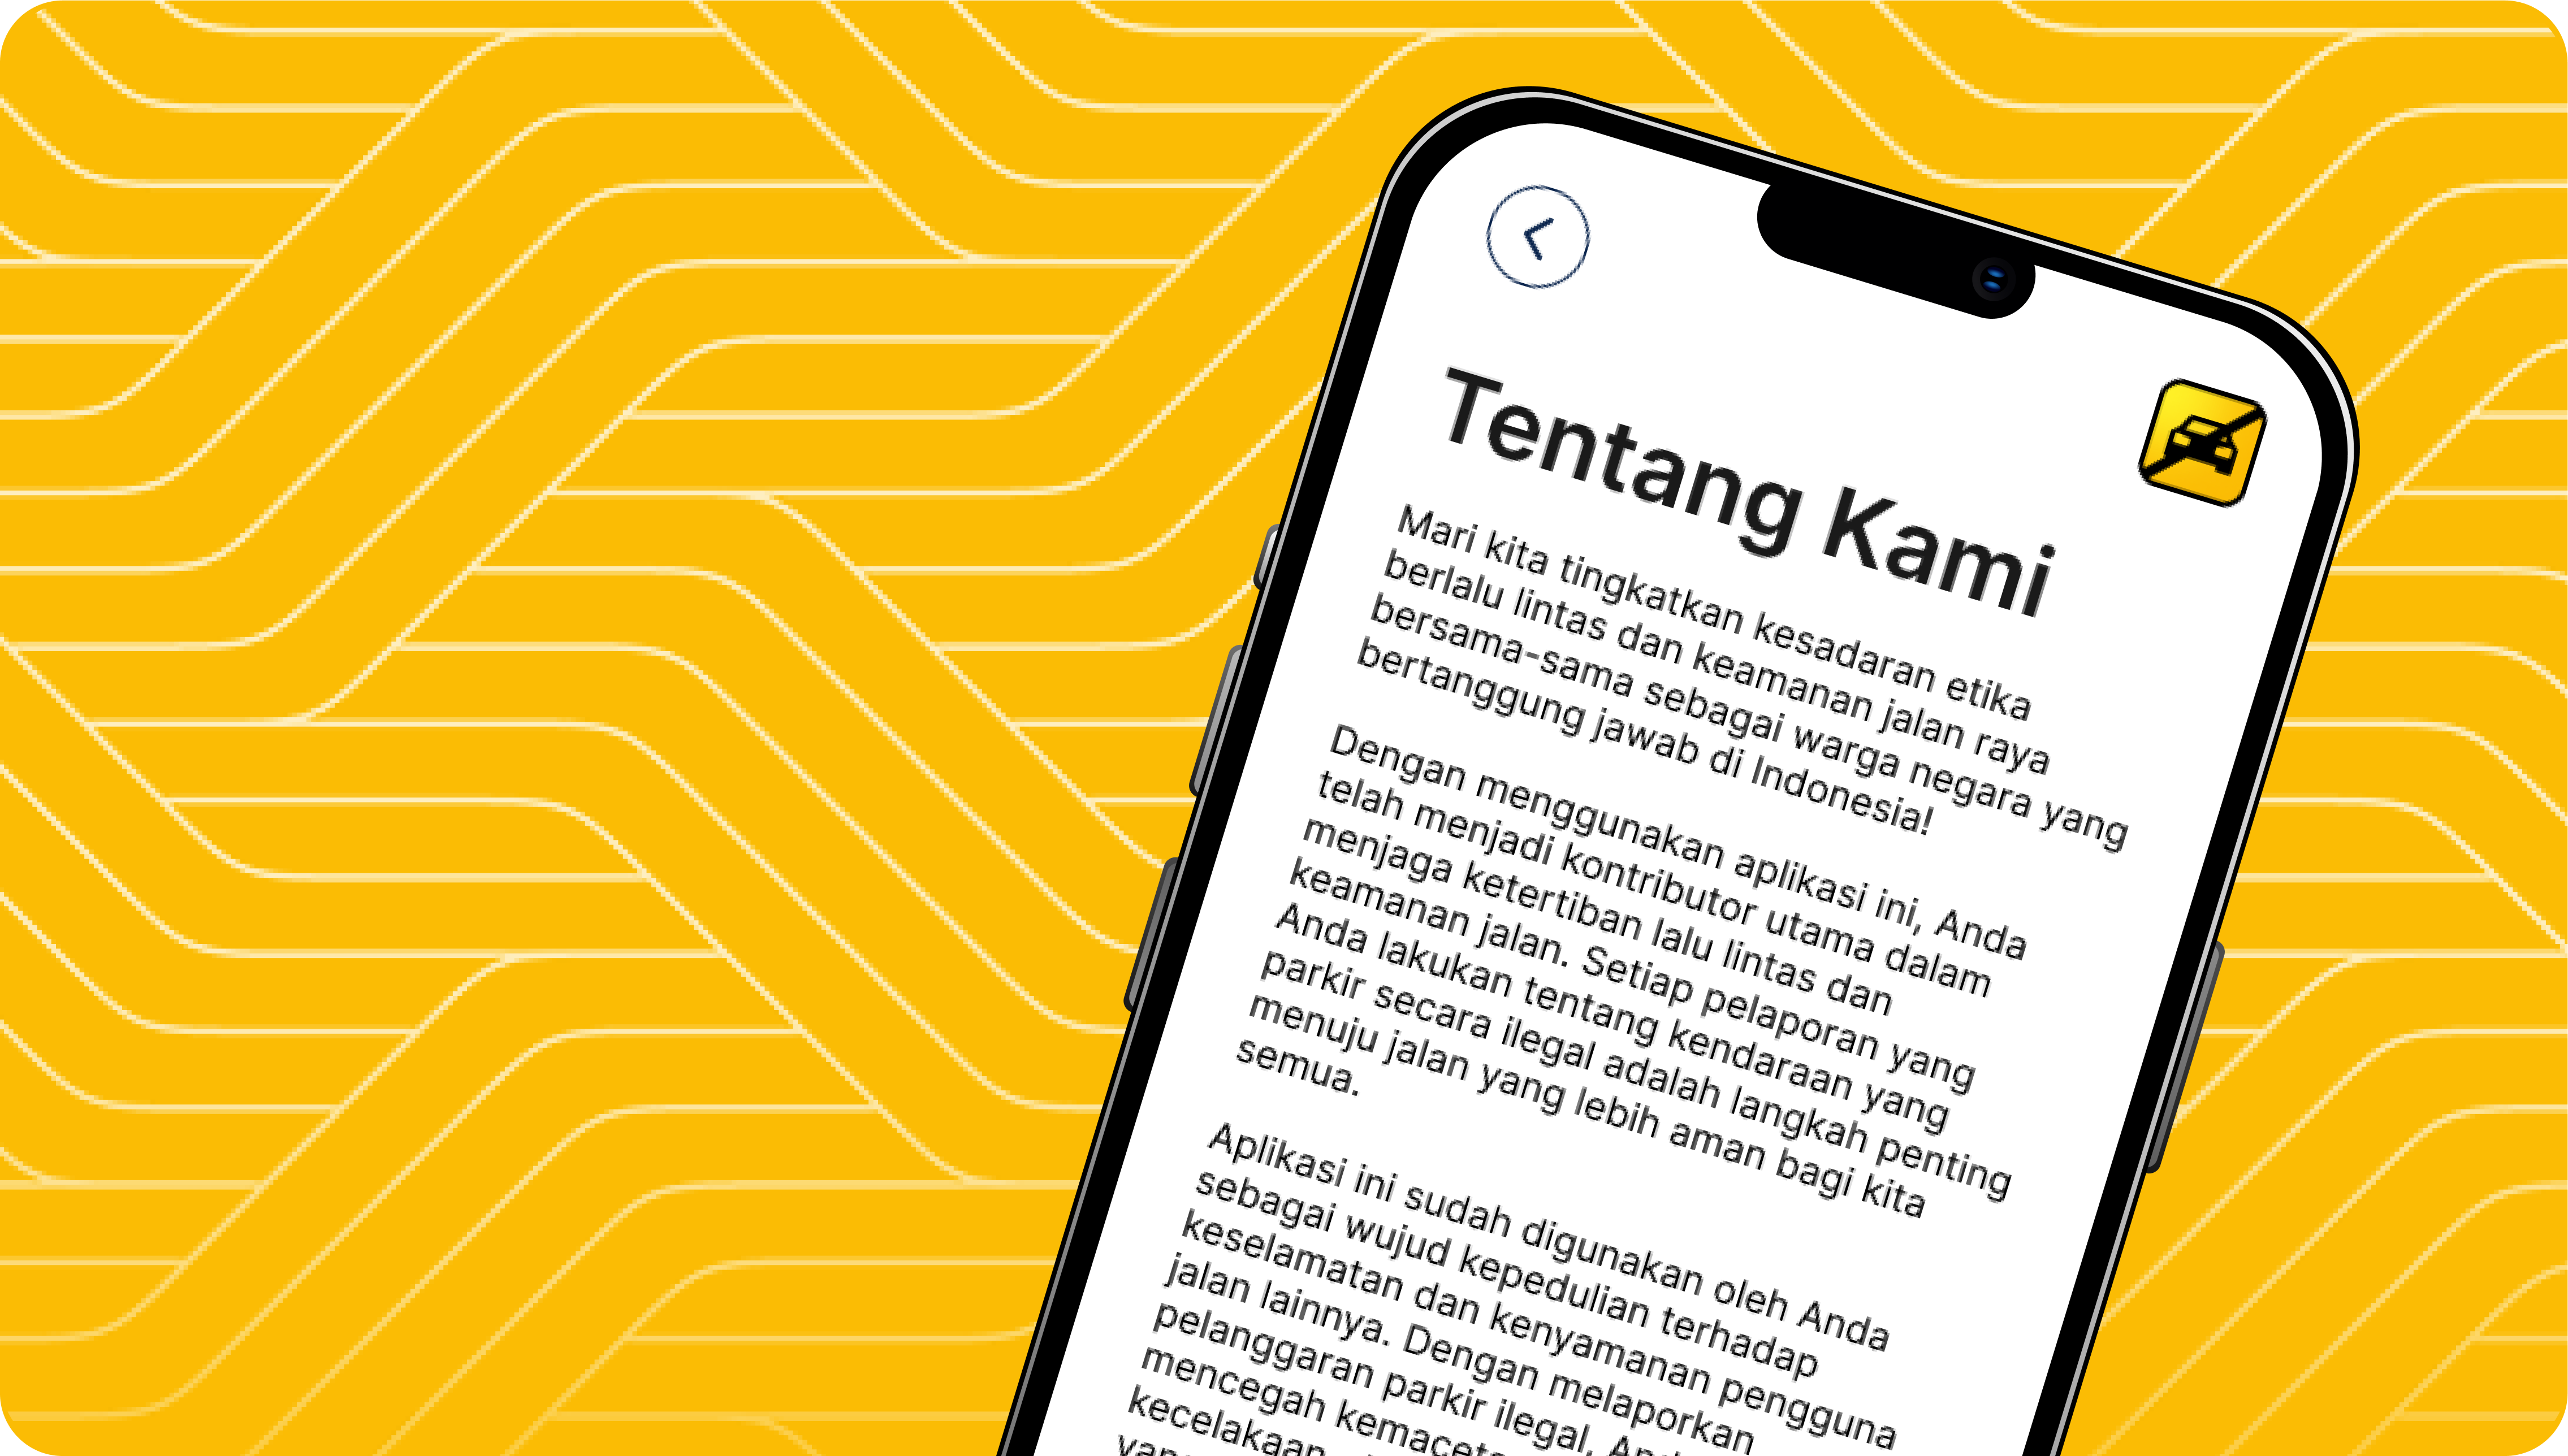 Tentang Kami
Mari kita tingkatkan kesadaran etika
berlalu lintas dan keamanan jalan raya
bersama-sama sebagai warga negara yang
bertanggung jawab di Indonesia!
Dengan menggunakan aplikasi ini, Anda
telah menjadi kontributor utama dalam
menjaga ketertiban lalu lintas dan
keamanan jalan. Setiap pelaporan yang
Anda lakukan tentang kendaraan yang
parkir secara ilegal adalah langkah penting
menuju jalan yang lebih aman bagi kita
semua.
Aplikasi ini sudah digunakan oleh Anda
sebagai wujud kepedulian terhadap
keselamatan dan kenyamanan pengguna
jalan lainnya. Dengan melaporkan
pelanggaran parkir ilegal,
mencegah
kecelakaan